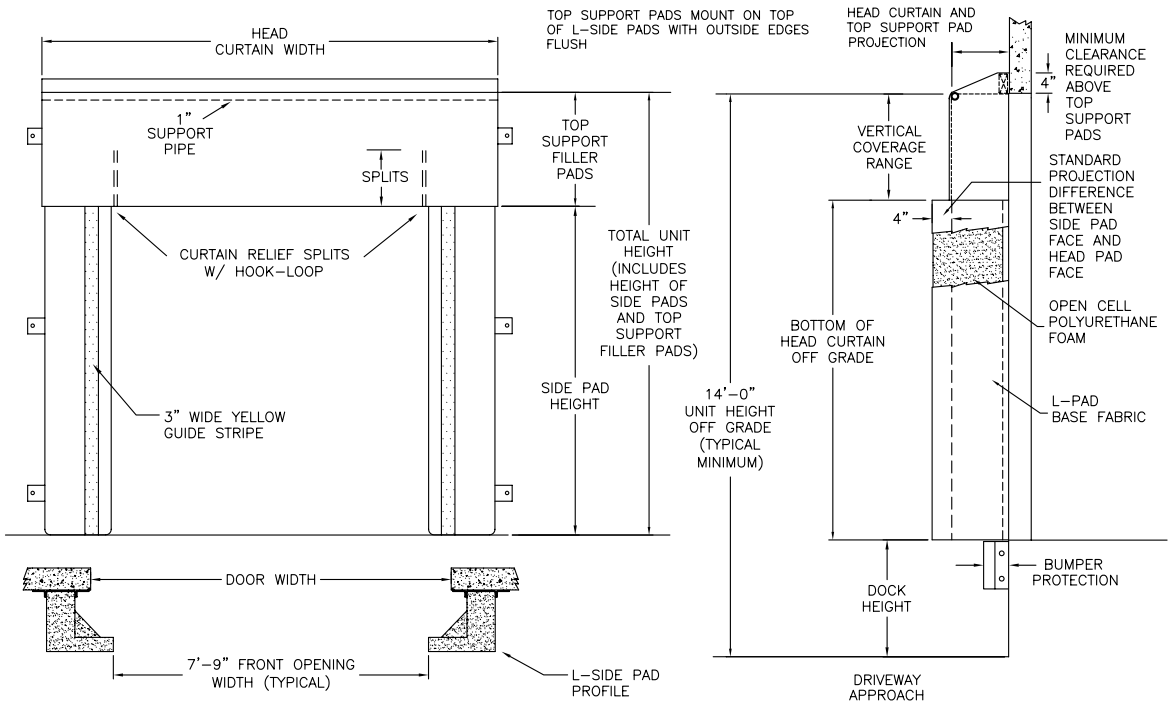 HEAD
CURTAIN WIDTH
TOP SUPPORT PADS MOUNT ON TOP
OF L-SIDE PADS WITH OUTSIDE EDGES
FLUSH
HEAD CURTAIN AND
TOP SUPPORT PAD
PROJECTION
MINIMUM
CLEARANCE
REQUIRED
ABOVE
TOP
SUPPORT
PADS
4"
1"
SUPPORT
PIPE
TOP
SUPPORT
FILLER
PADS
SPLITS
VERTICAL
COVERAGE
RANGE
STANDARD
PROJECTION
DIFFERENCE
BETWEEN
SIDE PAD
FACE AND
HEAD PAD
FACE
4"
CURTAIN RELIEF SPLITS
W/ HOOK-LOOP
TOTAL UNIT
HEIGHT
(INCLUDES
HEIGHT OF
SIDE PADS
AND TOP
SUPPORT
FILLER PADS)
OPEN CELL
POLYURETHANE
FOAM
BOTTOM OF
HEAD CURTAIN
OFF GRADE
SIDE PAD
HEIGHT
14'-0"
UNIT HEIGHT
OFF GRADE
(TYPICAL
MINIMUM)
L-PAD
BASE FABRIC
3" WIDE YELLOW
GUIDE STRIPE
DOOR WIDTH
DOCK
HEIGHT
BUMPER
PROTECTION
7'-9" FRONT OPENING
WIDTH (TYPICAL)
L-SIDE PAD
PROFILE
DRIVEWAY
APPROACH